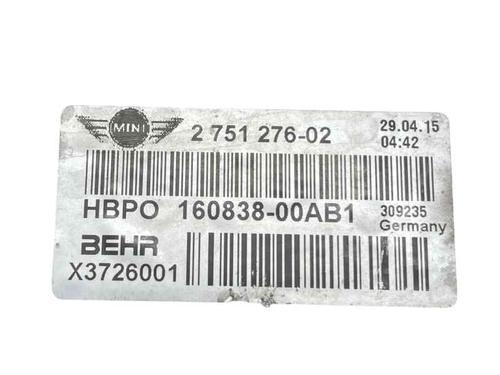 MINI 2 751 276-02 29.04.15
04:42
HBPO 160838-00AB1 309235
Germany
BEHR
X3726001